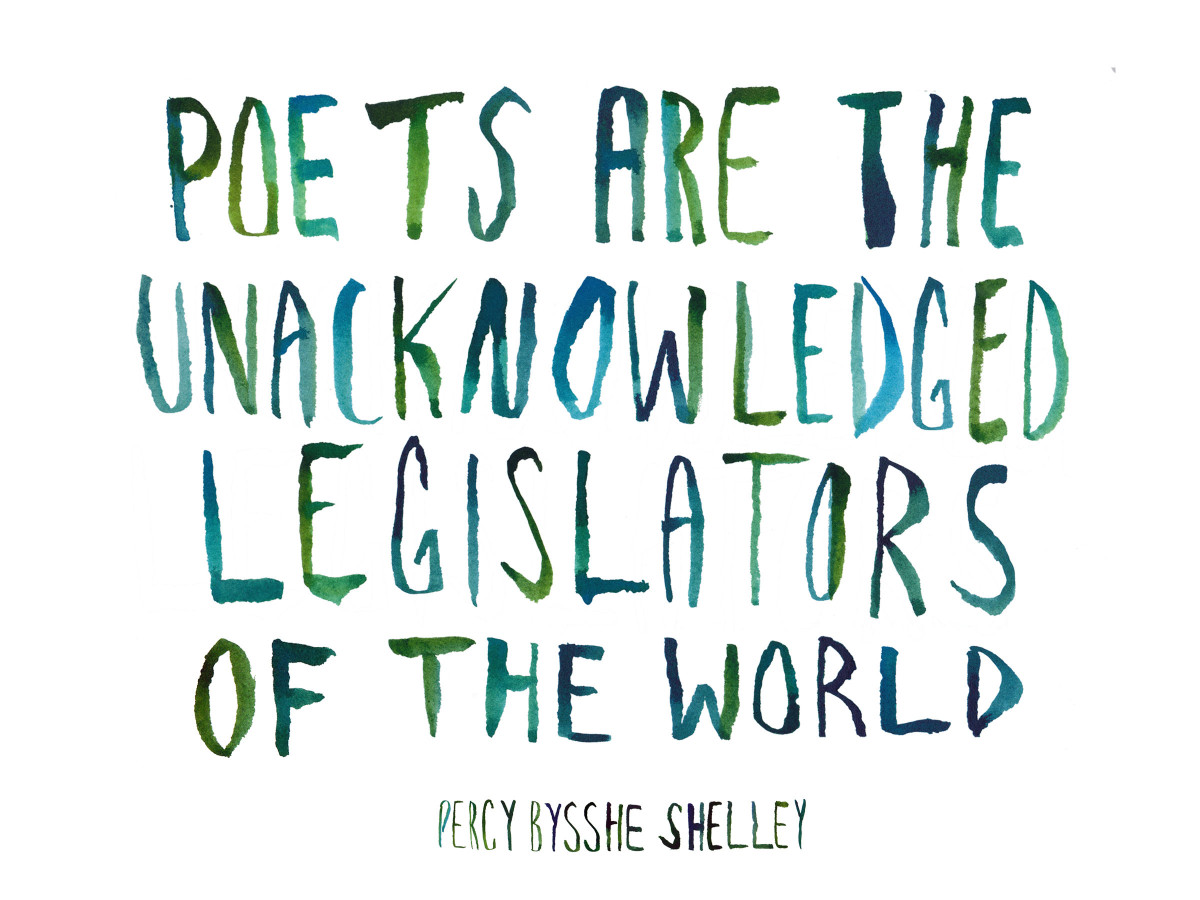 POETS ARE THE
UNACKNOWLEDGED
LEGISLATORS
OF THE WORLD
PERCY BYSSHE SHELLEY